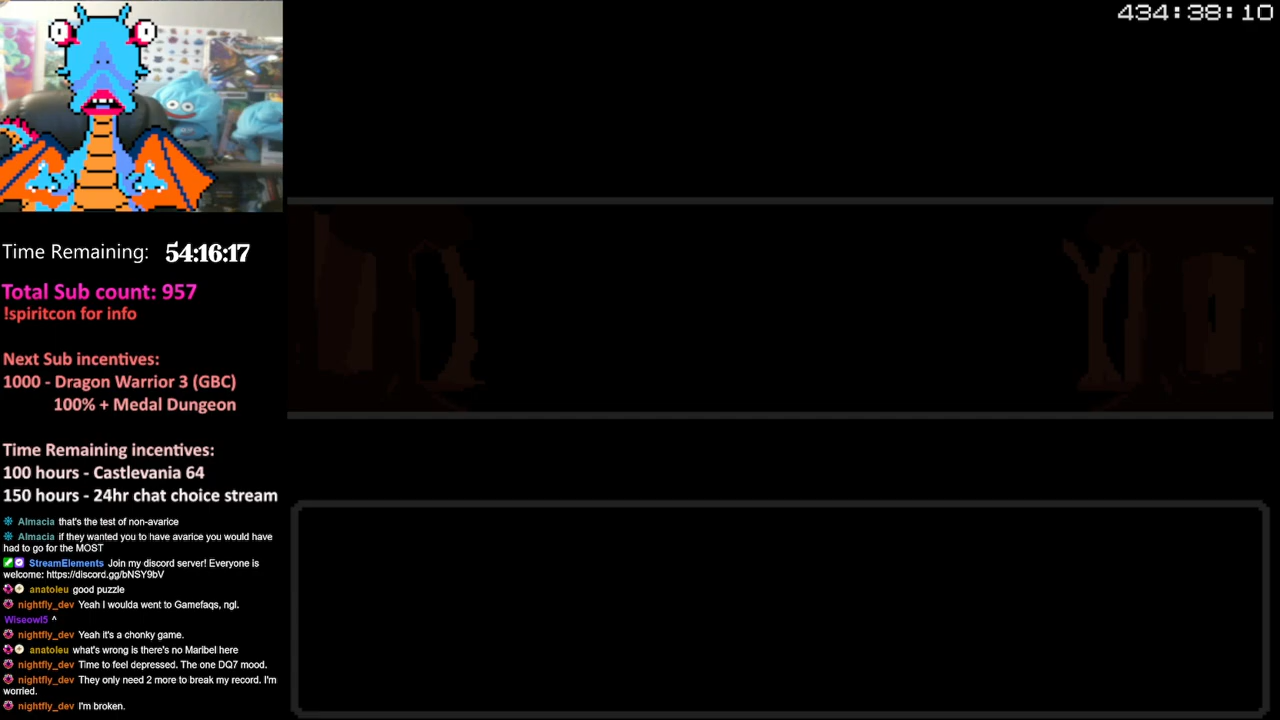 434:38:10
Time Remaining: 54:16:17
Total Sub count: 957
!spiritcon for info
Next Sub incentives:
1000 - Dragon Warrior 3 (GBC)
100% + Medal Dungeon
Time Remaining incentives:
100 hours - Castlevania 64
150 hours - 24hr chat choice stream
Almacia that's the test of non-avarice
Almacia if they wanted you to have avarice you would have
had to go for the MOST
StreamElements Join my discord server! Everyone is
welcome: https://discord.gg/bNSY9bV
anatoleu good puzzle
nightfly_dev Yeah I woulda went to Gamefaqs, ngl.
Wiseowl5 ^
nightfly_dev Yeah it's a chonky game.
anatoleu what's wrong is there's no Maribel here
nightfly_dev Time to feel depressed. The one DQ7 mood.
nightfly_dev They only need 2 more to break my record. I'm
worried.
nightfly_dev I'm broken.